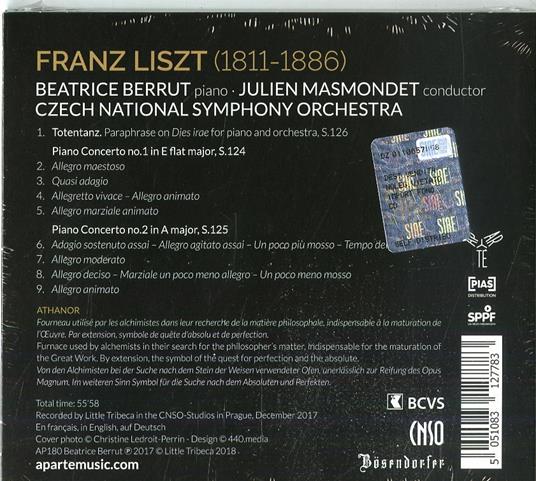 FRANZ LISZT (1811-1886)
BEATRICE BERRUT piano · JULIEN MASMONDET conductor
CZECH NATIONAL SYMPHONY ORCHESTRA
1. Totentanz. Paraphrase on Dies irae for piano and orchestra, S.126
Piano Concerto no.1 in E flat major, S.124
2. Allegro maestoso
3. Quasi adagio
4. Allegretto vivace – Allegro animato
5. Allegro marziale animato
Piano Concerto no.2 in A major, S.125
6. Adagio sostenuto assai – Allegro agitato assai – Un poco più mosso – Tempo de
7. Allegro moderato
8. Allegro deciso – Marziale un poco meno allegro – Un poco meno mosso
9. Allegro animato
SIAE
TE
[PIAS]
DISTRIBUTION
SPPF
ATHANOR
Fourneau utilisé par les alchimistes dans leur recherche de la matière philosophale, indispensable à la maturation de
l'Œuvre. Par extension, symbole de quête d'absolu et de perfection.
Furnace used by alchemists in their search for the philosopher's matter. Indispensable for the maturation of
the Great Work. By extension, the symbol of the quest for perfection and the absolute.
Von den Alchimisten bei der Suche nach dem Stein der Weisen verwendeter Ofen, unerlässlich zur Reifung des Opus
Magnum. Im weiteren Sinn Symbol für die Suche nach dem Absoluten und Perfekten.
Total time: 55'58
Recorded by Little Tribeca in the CNSO-Studios in Prague, December 2017
En français, in English, auf Deutsch
Cover photo © Christine Ledroit-Perrin - Design © 440.media
AP180 Beatrice Berrut ℗ 2017 © Little Tribeca 2018
apartemusic.com
BCVS
CNSO
Bösendorfer
5 051083 127783